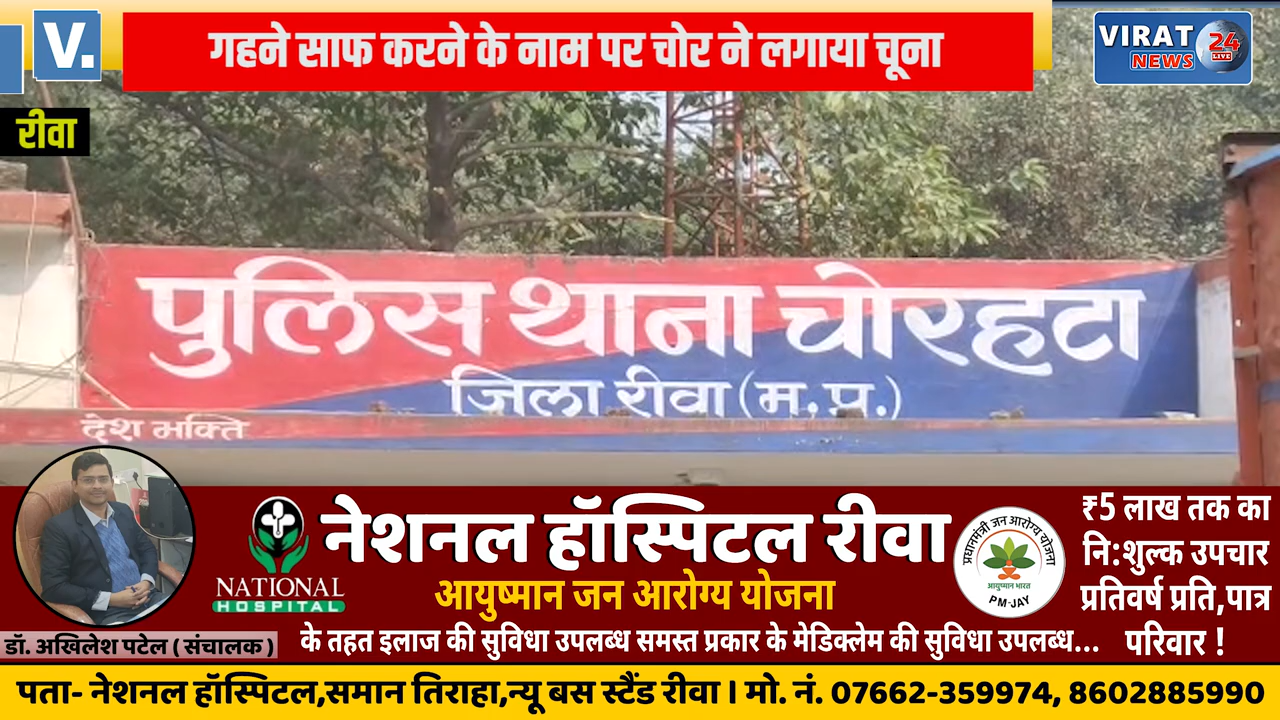 V.
गहने साफ करने के नाम पर चोर ने लगाया चूना
VIRAT
NEWS
24
LIVE
रीवा
पुलिस थाना चोरहटा
जिला रीवा (म. प्र.)
देश भक्ति
नेशनल हॉस्पिटल रीवा
NATIONAL
HOSPITAL
आयुष्मान जन आरोग्य योजना
प्रधानमंत्री जन आरोग्य योजना
आयुष्मान भारत
PM-JAY
₹5 लाख तक का
नि:शुल्क उपचार
प्रतिवर्ष प्रति,पात्र
परिवार !
के तहत इलाज की सुविधा उपलब्ध समस्त प्रकार के मेडिक्लेम की सुविधा उपलब्ध...
डॉ. अखिलेश पटेल ( संचालक )
पता- नेशनल हॉस्पिटल,समान तिराहा,न्यू बस स्टैंड रीवा । मो. नं. 07662-359974, 8602885990